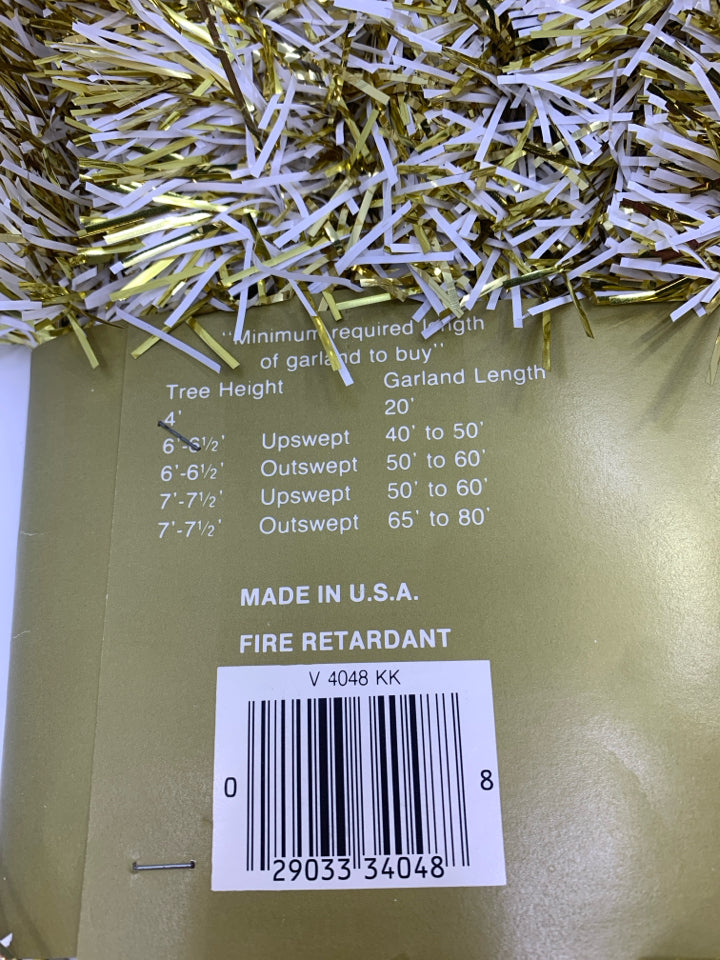 "Minimum required Length
of garland to buy"
Tree Height Garland Length
4' 20'
6'-6½' Upswept 40' to 50'
6'-6½' Outswept 50' to 60'
7'-7½' Upswept 50' to 60'
7'-7½' Outswept 65' to 80'
MADE IN U.S.A.
FIRE RETARDANT
V 4048 KK
0 29033 34048 8